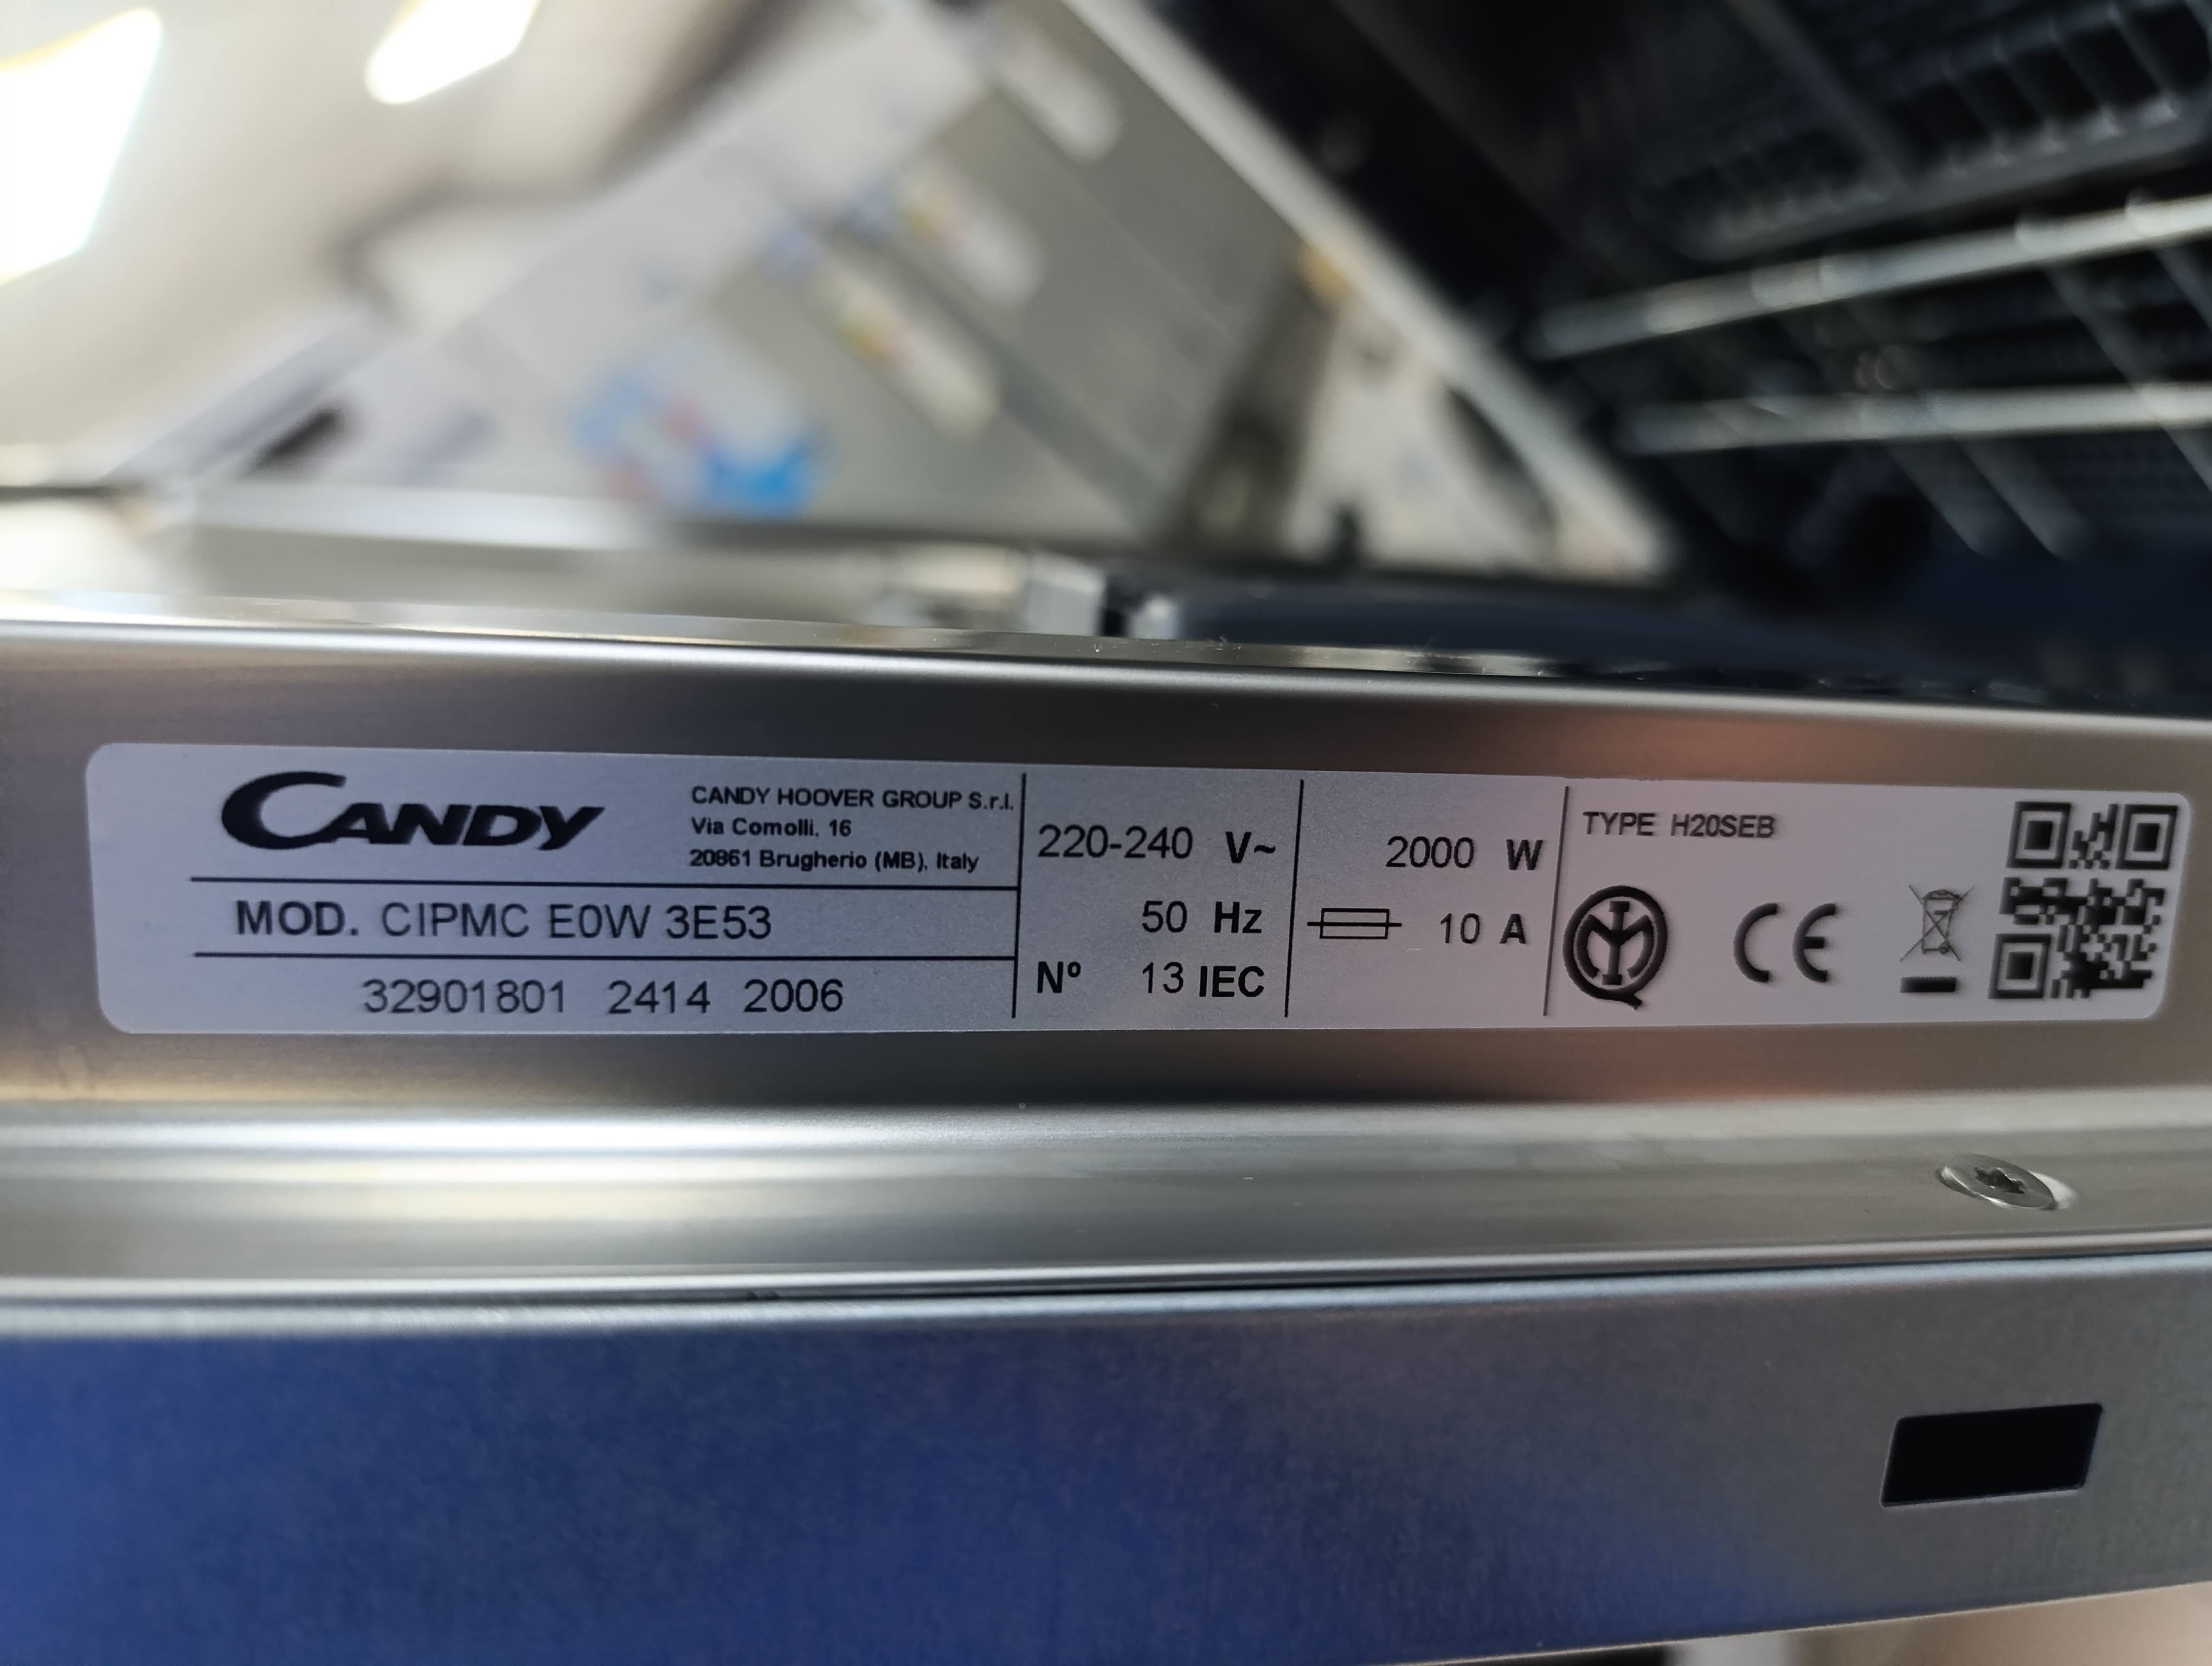 CANDY
CANDY HOOVER GROUP S.r.l.
Via Comolli, 16
20861 Brugherio (MB), Italy
MOD. CIPMC E0W 3E53
32901801 2414 2006
220-240 V~
50 Hz
Nº 13 IEC
2000 W
10 A
TYPE H20SEB
CE